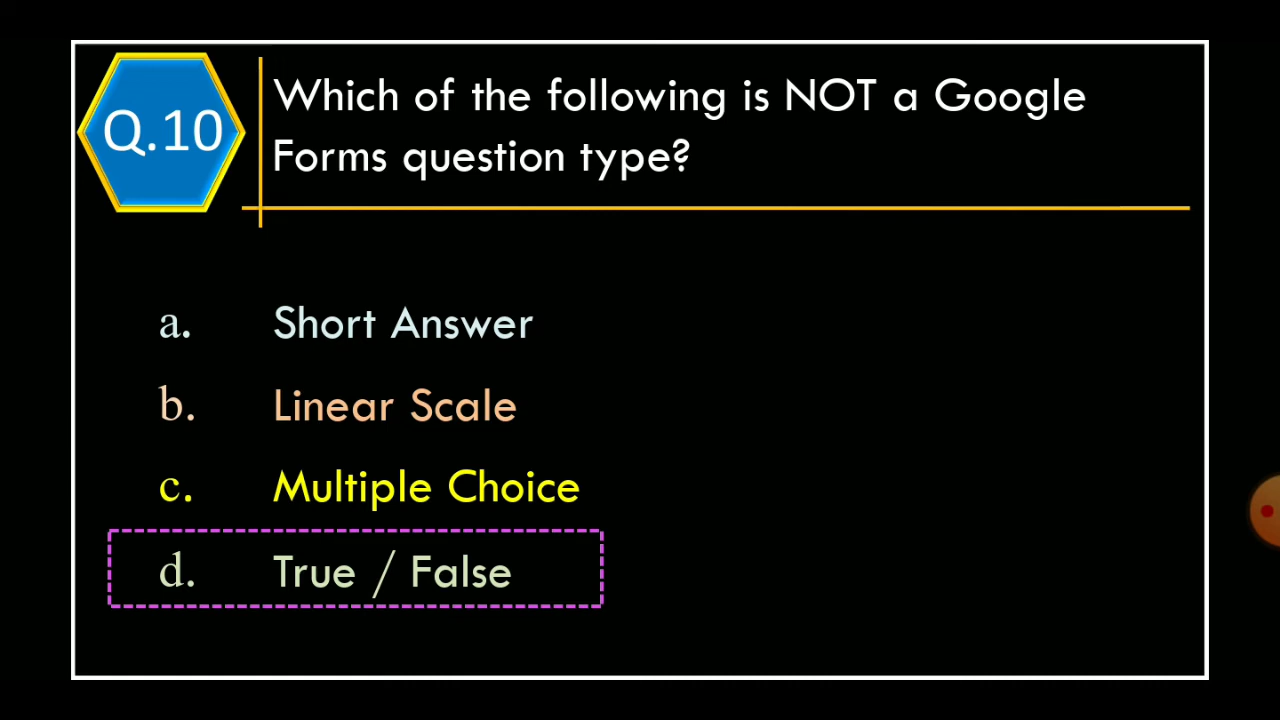 Q.10
Which of the following is NOT a Google
Forms question type?
a. Short Answer
b. Linear Scale
c. Multiple Choice
d. True / False